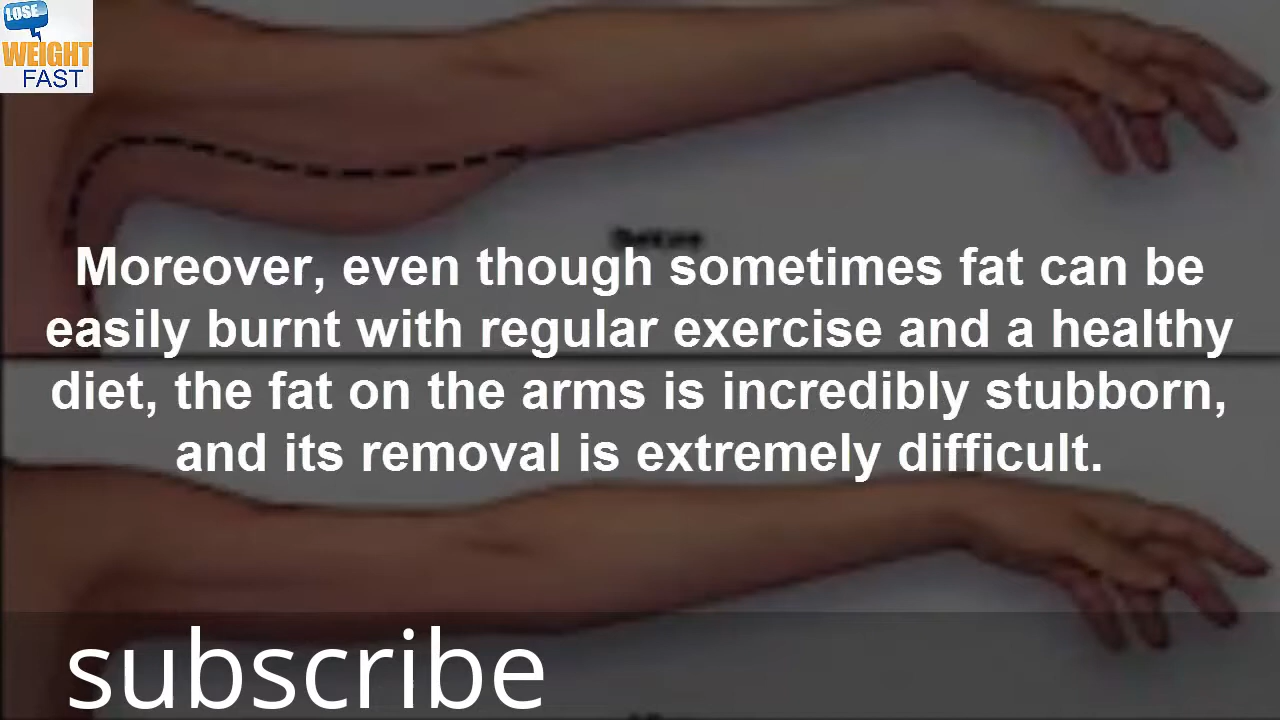 LOSE
WEIGHT
FAST
Before
Moreover, even though sometimes fat can be
easily burnt with regular exercise and a healthy
diet, the fat on the arms is incredibly stubborn,
and its removal is extremely difficult.
subscribe